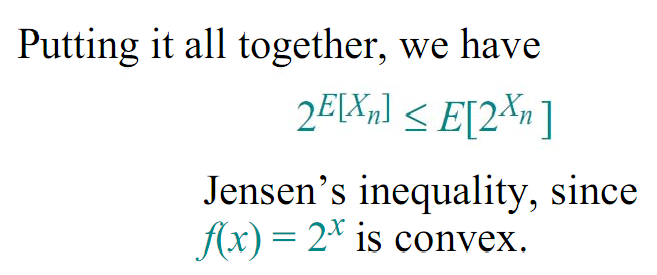 Putting it all together, we have
2^{E[X_n]} ≤ E[2^{X_n}]
Jensen’s inequality, since
f(x) = 2^x is convex.